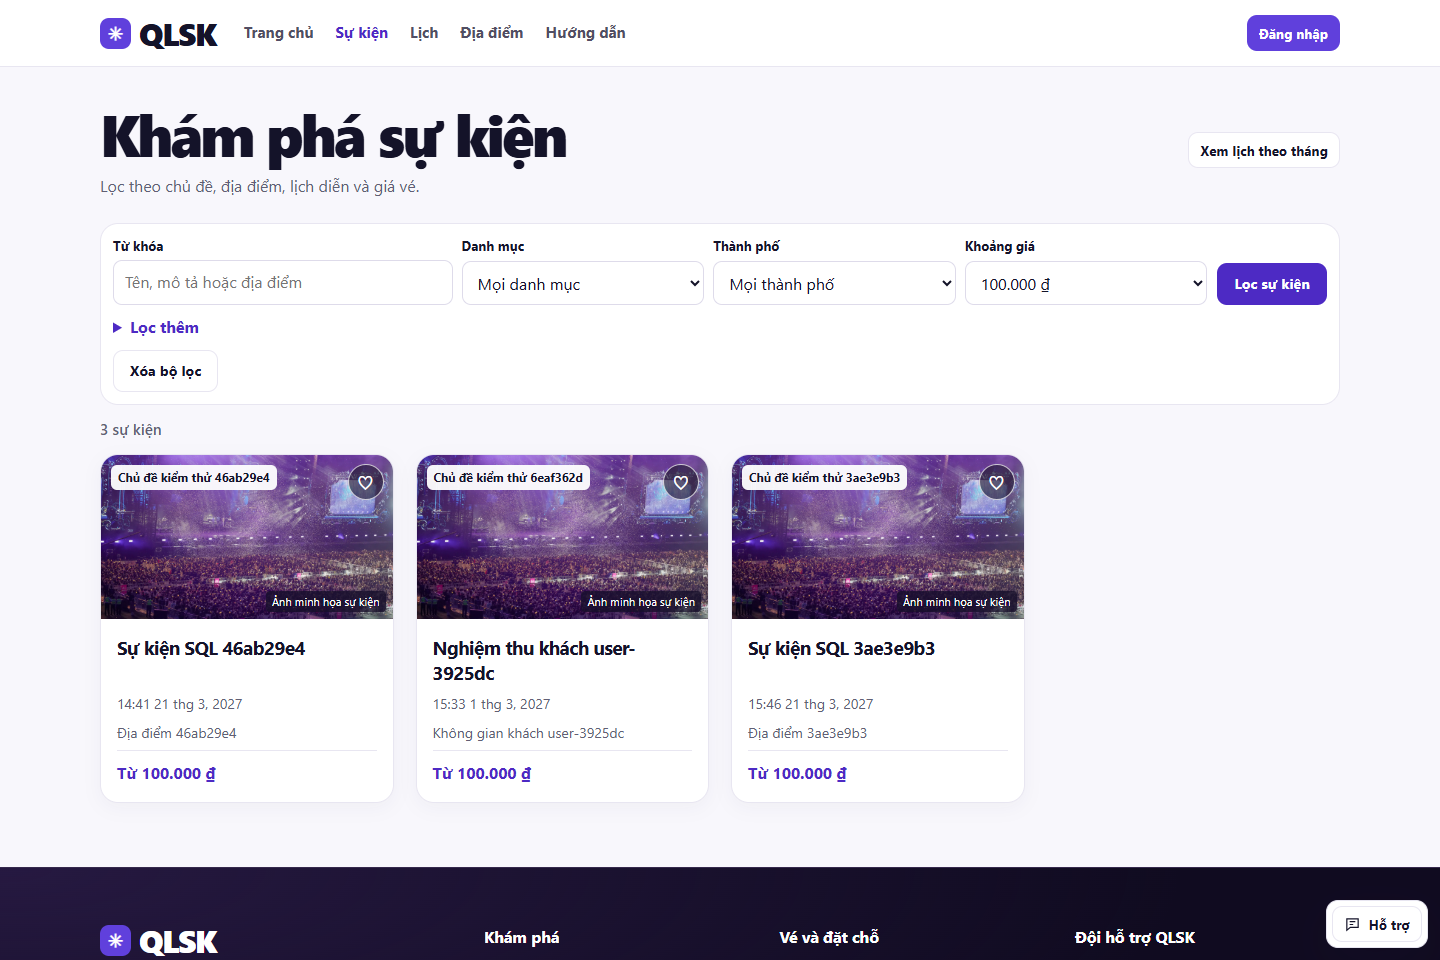 QLSK
Trang chủ
Sự kiện
Lịch
Địa điểm
Hướng dẫn
Đăng nhập
Khám phá sự kiện
Lọc theo chủ đề, địa điểm, lịch diễn và giá vé.
Xem lịch theo tháng
Từ khóa
Danh mục
Thành phố
Khoảng giá
Tên, mô tả hoặc địa điểm
Mọi danh mục
Mọi thành phố
100.000 ₫
Lọc sự kiện
Lọc thêm
Xóa bộ lọc
3 sự kiện
Chủ đề kiểm thử 46ab29e4
Ảnh minh họa sự kiện
Sự kiện SQL 46ab29e4
14:41 21 thg 3, 2027
Địa điểm 46ab29e4
Từ 100.000 ₫
Chủ đề kiểm thử 6eaf362d
Ảnh minh họa sự kiện
Nghiệm thu khách user-
3925dc
15:33 1 thg 3, 2027
Không gian khách user-3925dc
Từ 100.000 ₫
Chủ đề kiểm thử 3ae3e9b3
Ảnh minh họa sự kiện
Sự kiện SQL 3ae3e9b3
15:46 21 thg 3, 2027
Địa điểm 3ae3e9b3
Từ 100.000 ₫
QLSK
Khám phá
Vé và đặt chỗ
Đội hỗ trợ QLSK
Hỗ trợ